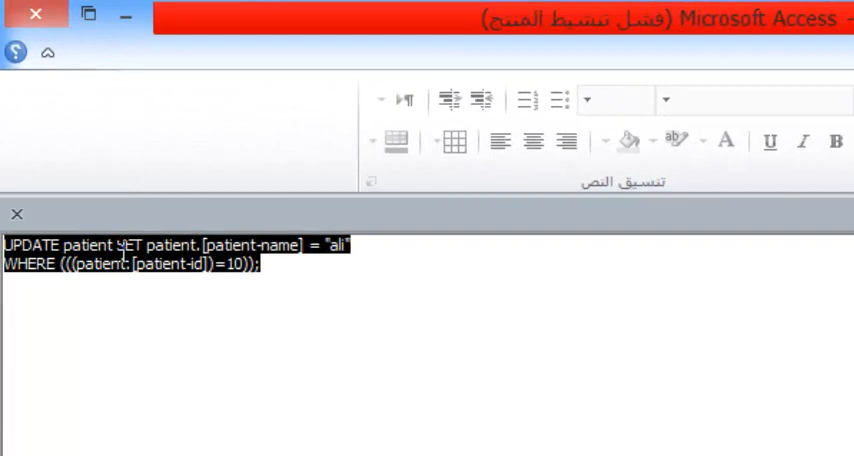 - Microsoft Access (فشل تنشيط المنتج)
تنسيق النص
UPDATE patient SET patient.[patient-name] = "ali"
WHERE (((patient.[patient-id])=10));